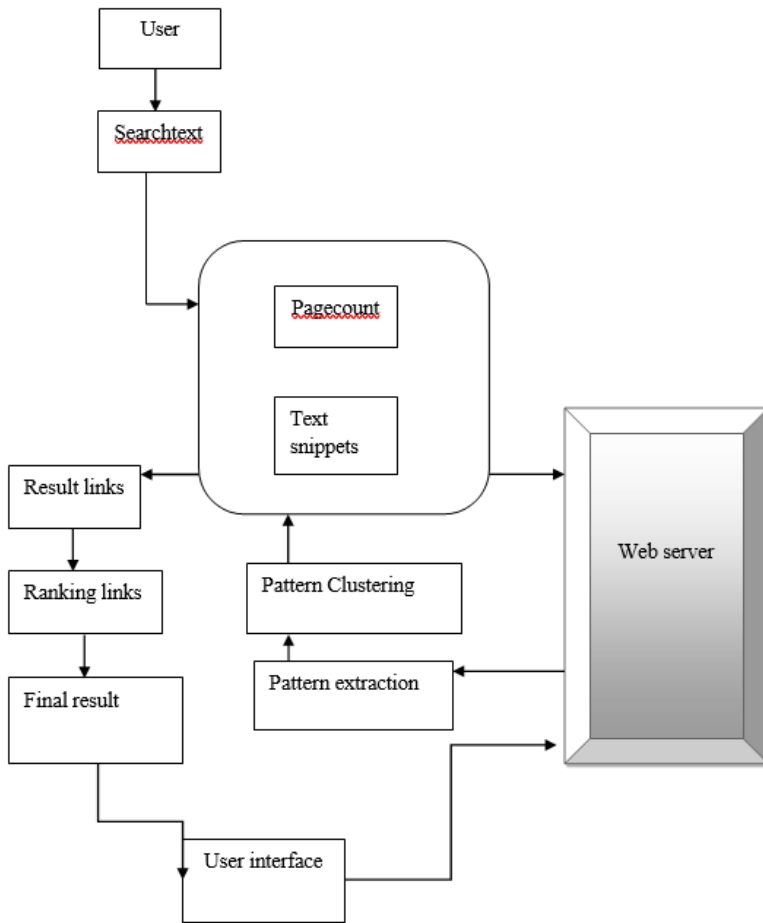 User
Searchtext
Pagecount
Text
snippets
Result links
Web server
Ranking links
Pattern Clustering
Pattern extraction
Final result
User interface